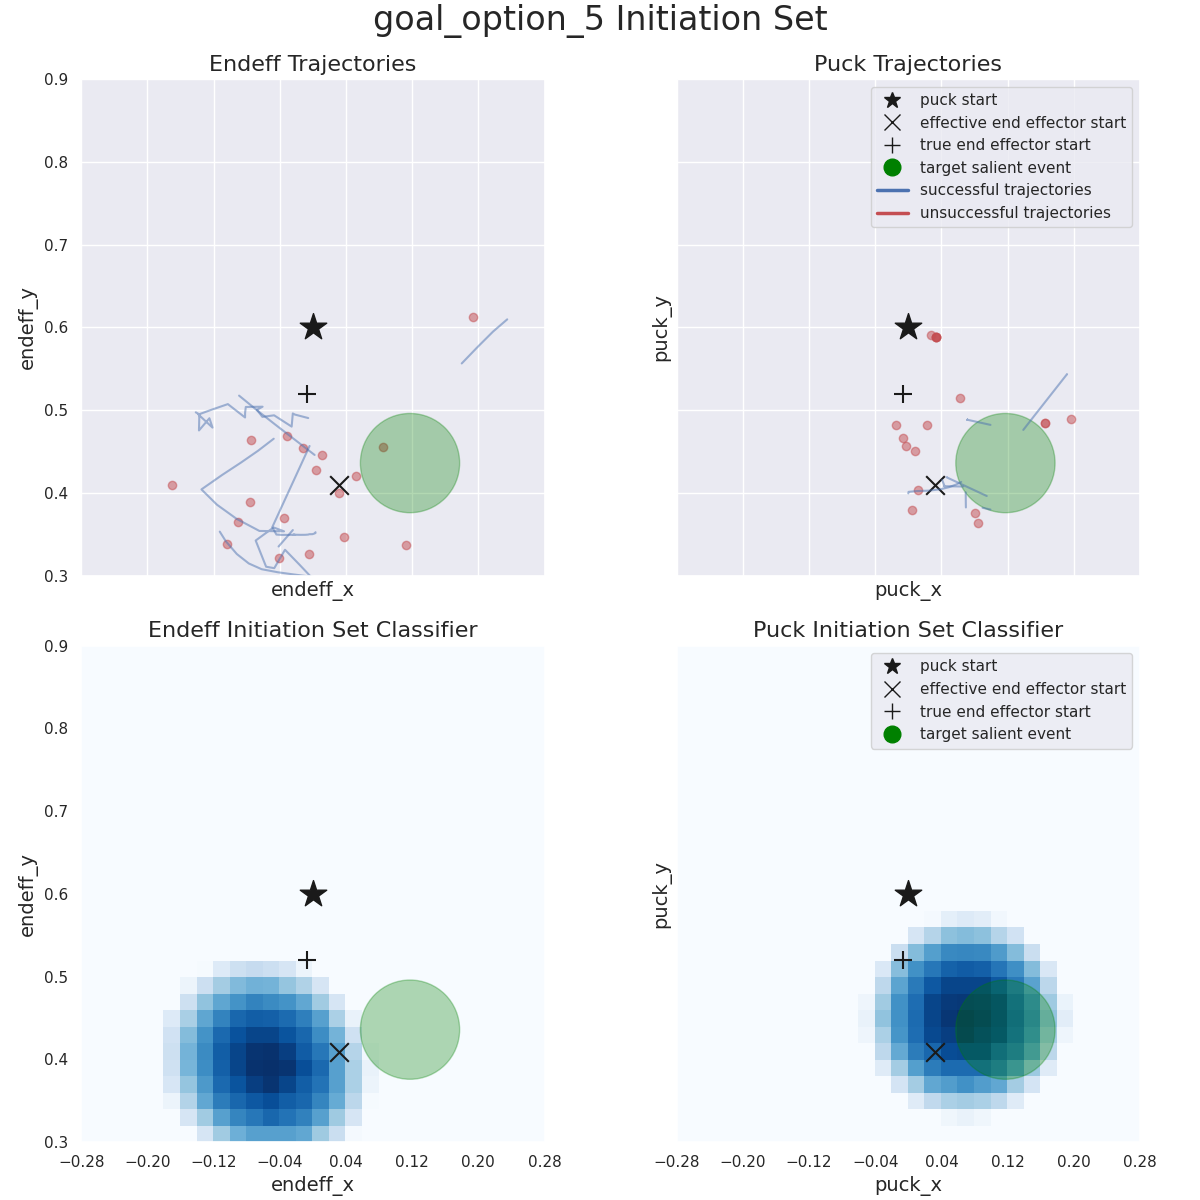 goal_option_5 Initiation Set
Endeff Trajectories
0.9
0.8
0.7
0.6
0.5
0.4
0.3
endeff_y
endeff_x
Puck Trajectories
puck start
effective end effector start
true end effector start
target salient event
successful trajectories
unsuccessful trajectories
puck_y
puck_x
Endeff Initiation Set Classifier
0.9
0.8
0.7
0.6
0.5
0.4
0.3
endeff_y
−0.28 −0.20 −0.12 −0.04 0.04 0.12 0.20 0.28
endeff_x
Puck Initiation Set Classifier
puck start
effective end effector start
true end effector start
target salient event
puck_y
−0.28 −0.20 −0.12 −0.04 0.04 0.12 0.20 0.28
puck_x